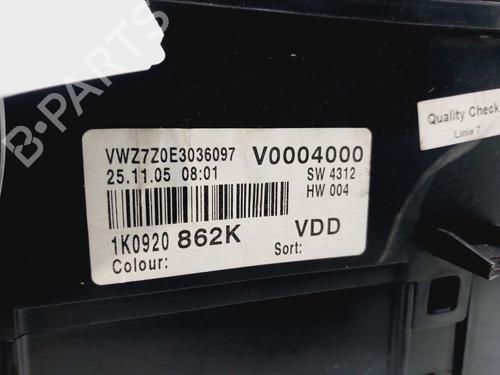 B-PARTS
VWZ7Z0E3036097 V0004000
25.11.05 08:01 SW 4312
HW 004
1K0920 862K VDD
Colour: Sort:
Quality Check
Linie 7